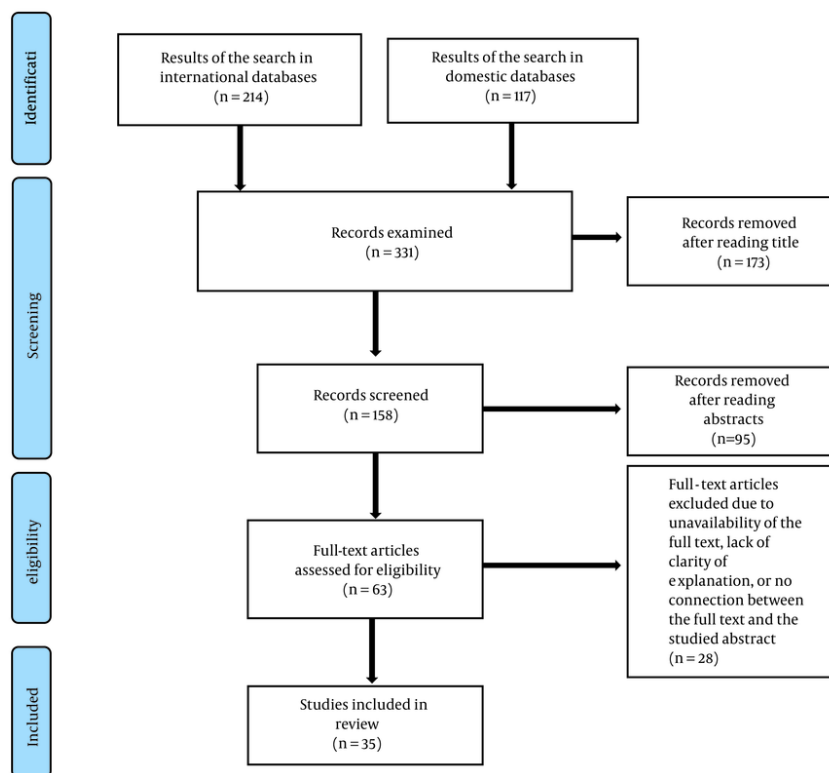 Identificati
Results of the search in
international databases
(n = 214)
Results of the search in
domestic databases
(n = 117)
Screening
Records examined
(n = 331)
Records removed
after reading title
(n = 173)
Records screened
(n = 158)
Records removed
after reading
abstracts
(n=95)
eligibility
Full-text articles
assessed for eligibility
(n = 63)
Full-text articles
excluded due to
unavailability of the
full text, lack of
clarity of
explanation, or no
connection between
the full text and the
studied abstract
(n = 28)
Included
Studies included in
review
(n = 35)